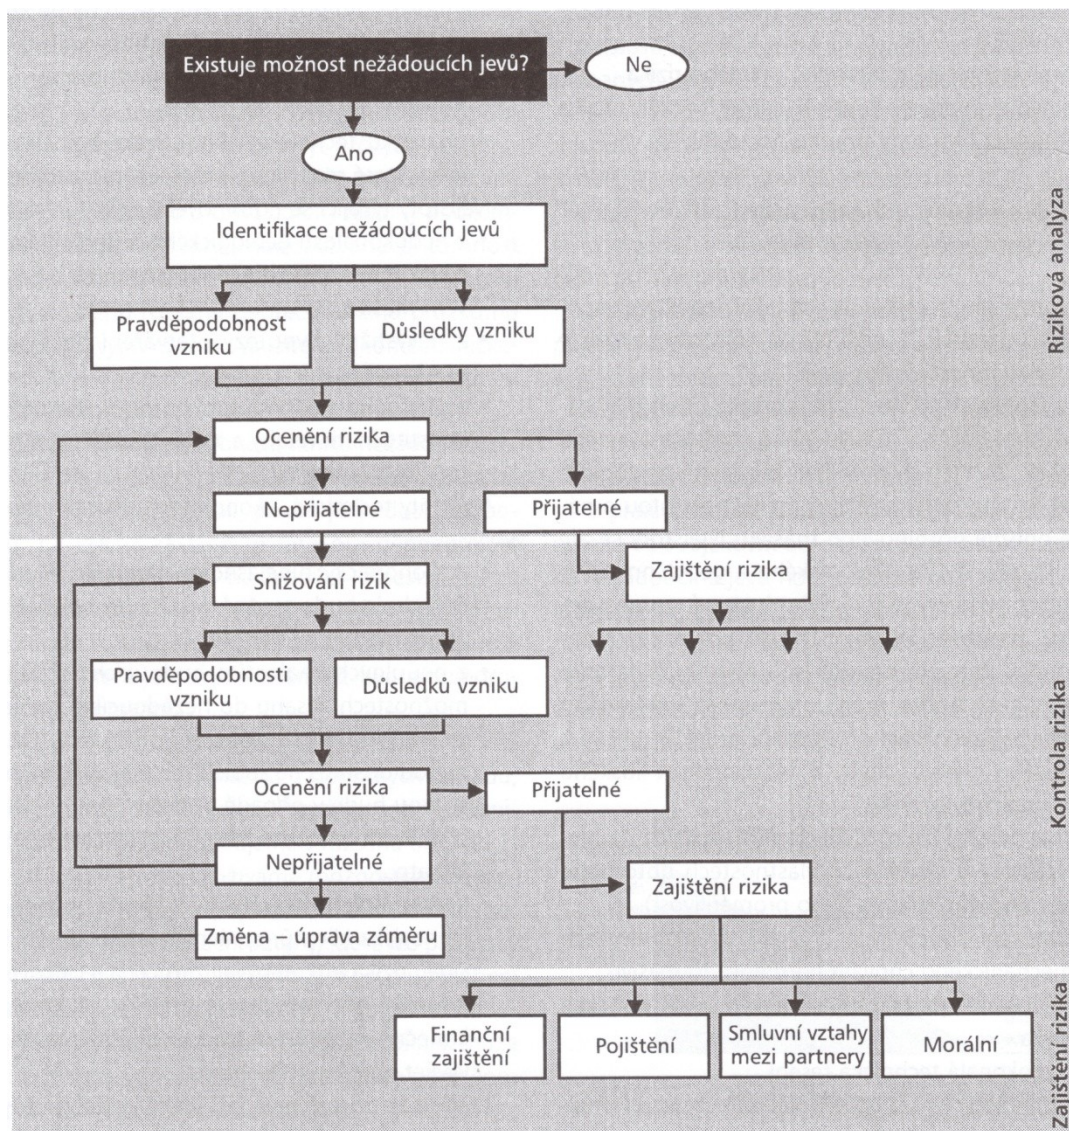 Existuje možnost nežádoucích jevů?
Ne
Ano
Identifikace nežádoucích jevů
Pravděpodobnost
vzniku
Důsledky vzniku
Ocenění rizika
Nepřijatelné
Přijatelné
Riziková analýza
Snižování rizik
Zajištění rizika
Pravděpodobnosti
vzniku
Důsledků vzniku
Ocenění rizika
Přijatelné
Nepřijatelné
Zajištění rizika
Změna – úprava záměru
Kontrola rizika
Finanční
zajištění
Pojištění
Smluvní vztahy
mezi partnery
Morální
Zajištění rizika